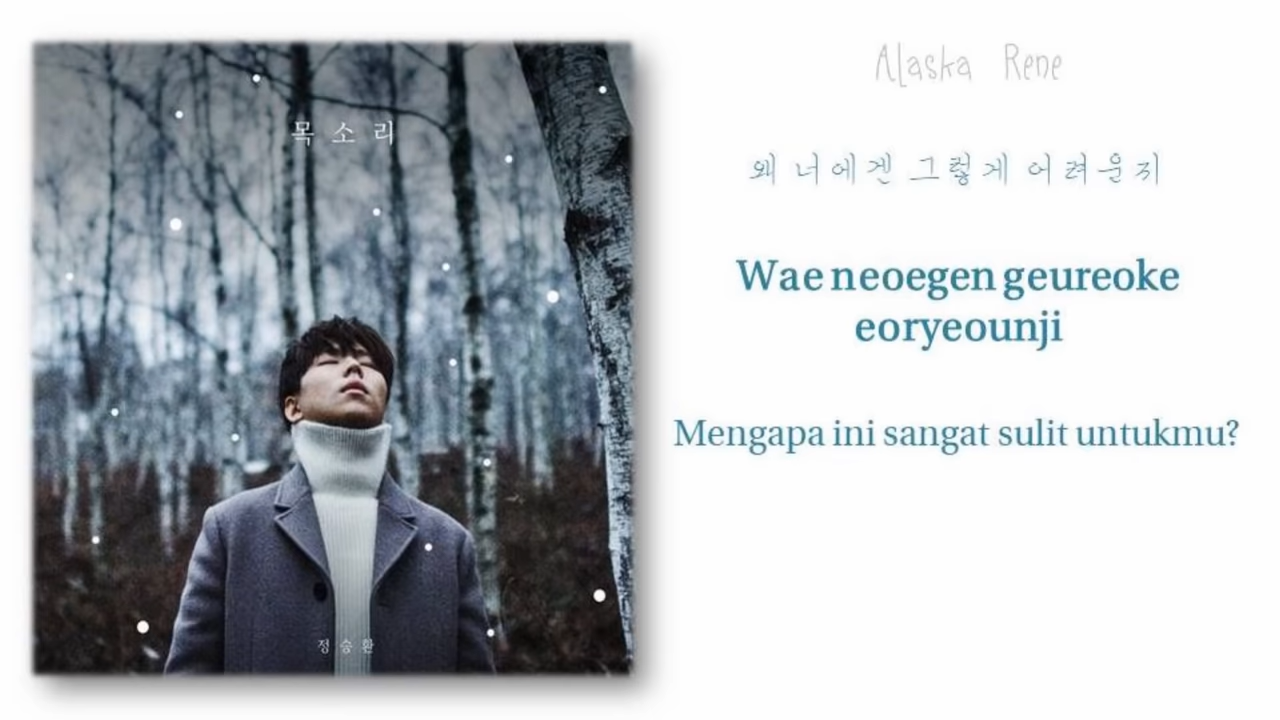 목소리
정승환
Alaska Rene
왜 너에겐 그렇게 어려운지
Wae neoegen geureoke
eoryeounji
Mengapa ini sangat sulit untukmu?